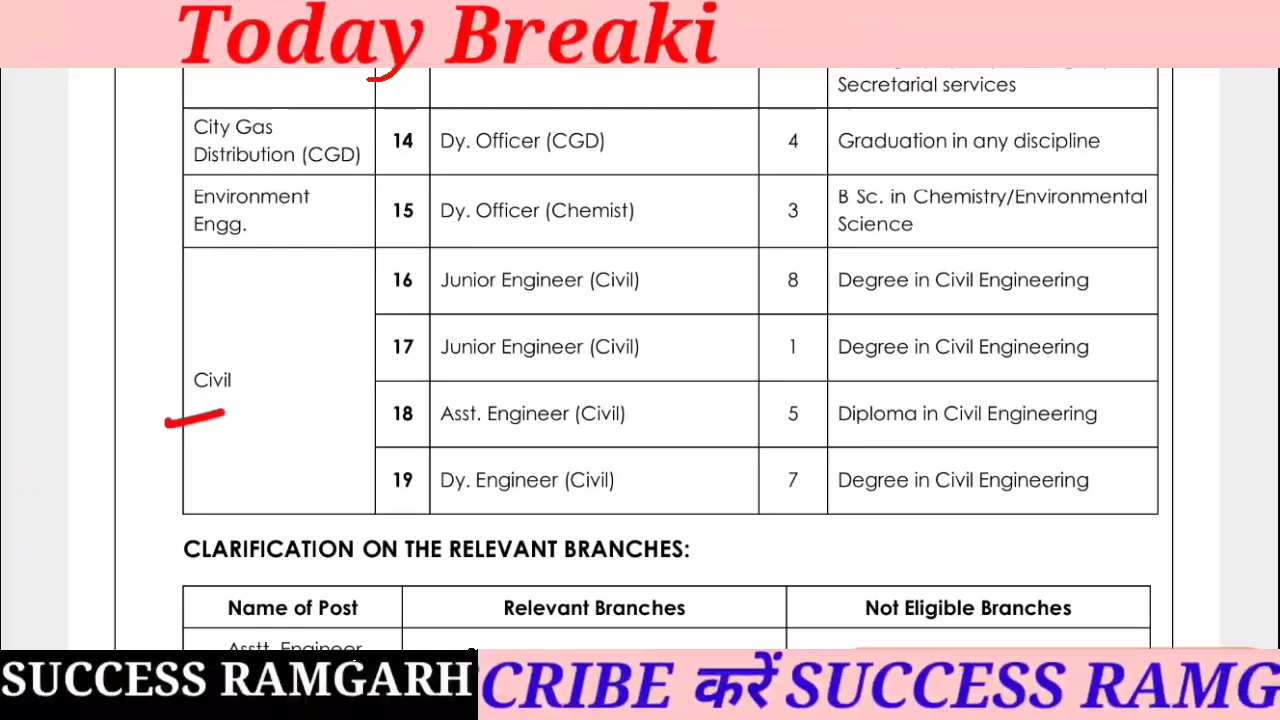 Today Breaki
Secretarial services
City Gas
Distribution (CGD)
14
Dy. Officer (CGD)
4
Graduation in any discipline
Environment
Engg.
15
Dy. Officer (Chemist)
3
B Sc. in Chemistry/Environmental
Science
Civil
16
Junior Engineer (Civil)
8
Degree in Civil Engineering
17
Junior Engineer (Civil)
1
Degree in Civil Engineering
18
Asst. Engineer (Civil)
5
Diploma in Civil Engineering
19
Dy. Engineer (Civil)
7
Degree in Civil Engineering
CLARIFICATION ON THE RELEVANT BRANCHES:
Name of Post
Relevant Branches
Not Eligible Branches
Asstt. Engineer
SUCCESS RAMGARH
CRIBE करें SUCCESS RAMG